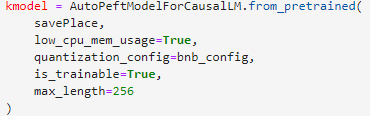 kmodel = AutoPeftModelForCausalLM.from_pretrained(
    savePlace,
    low_cpu_mem_usage=True,
    quantization_config=bnb_config,
    is_trainable=True,
    max_length=256
)